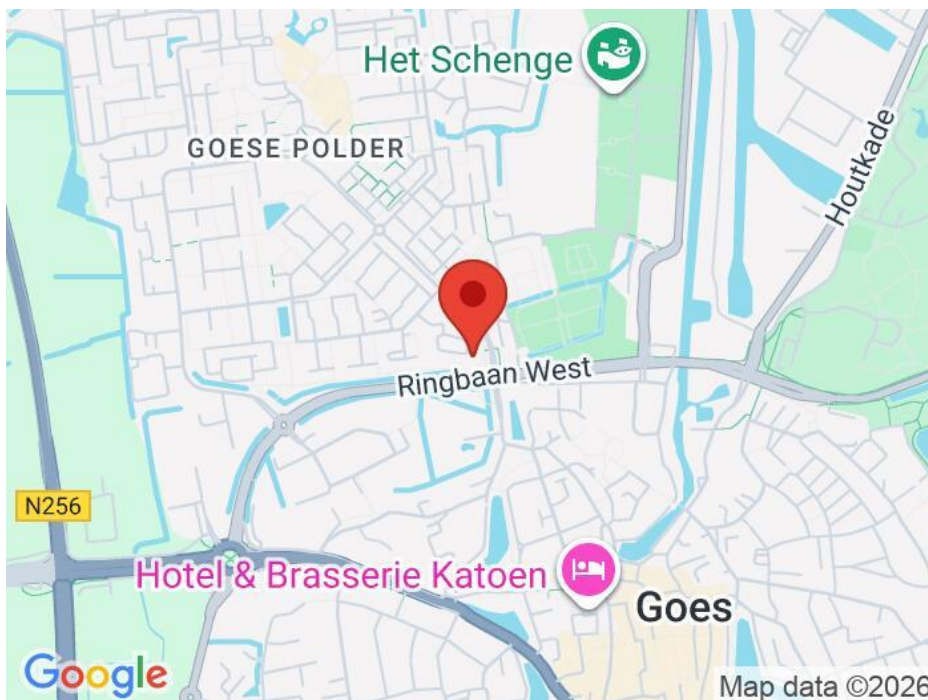 Het Schenge
GOESE POLDER
Houtkade
Ringbaan West
N256
Hotel & Brasserie Katoen
Goes
Google
Map data ©2026